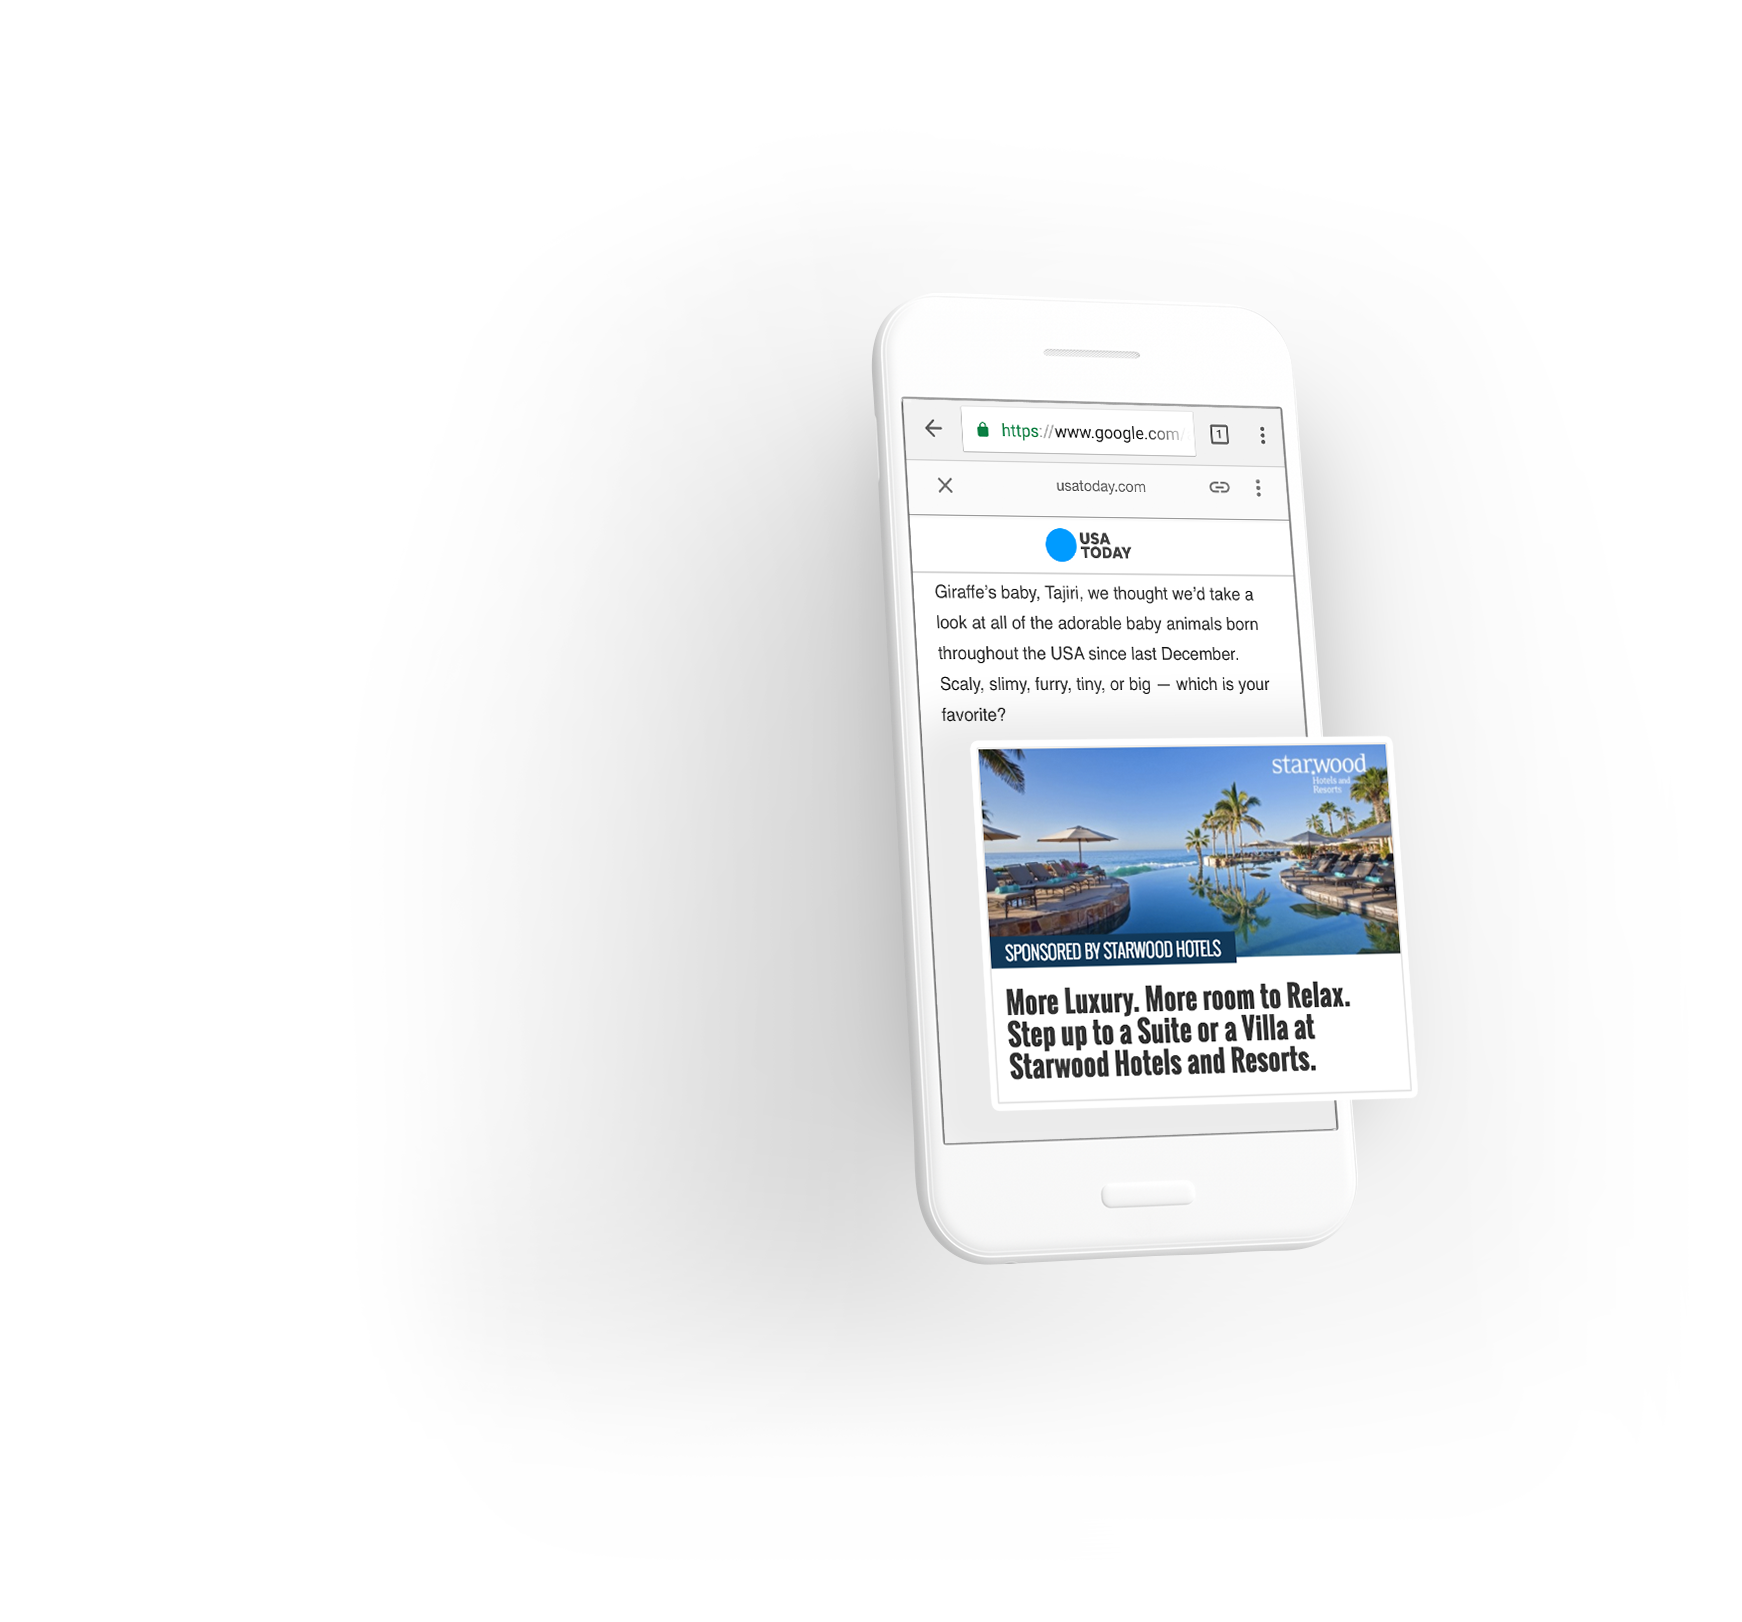 https://www.google.com/
1
usatoday.com
USA
TODAY
Giraffe’s baby, Tajiri, we thought we’d take a
look at all of the adorable baby animals born
throughout the USA since last December.
Scaly, slimy, furry, tiny, or big — which is your
favorite?
starwood
Hotels and
Resorts
SPONSORED BY STARWOOD HOTELS
More Luxury. More room to Relax.
Step up to a Suite or a Villa at
Starwood Hotels and Resorts.